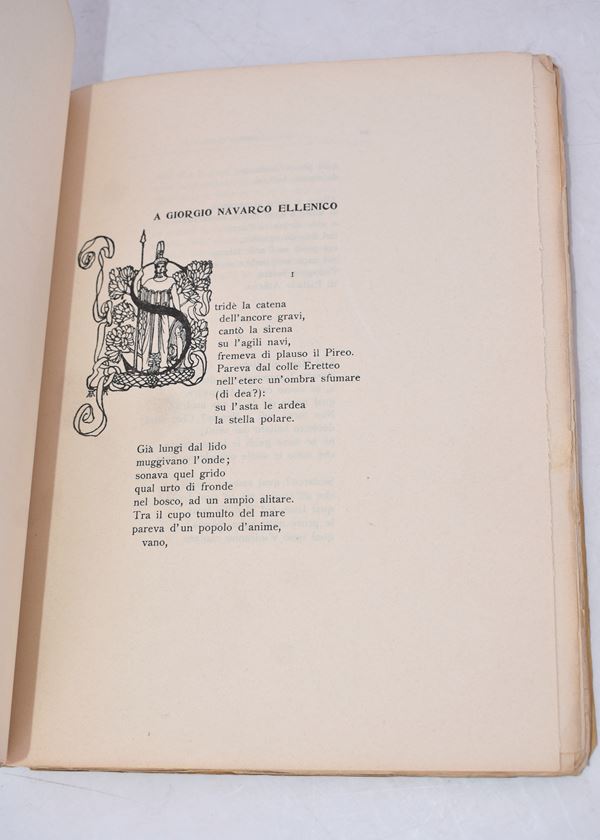 A GIORGIO NAVARCO ELLENICO
I
Stridè la catena
dell'ancore gravi,
cantò la sirena
su l'agili navi,
fremeva di plauso il Pireo.
Pareva dal colle Eretteo
nell'etere un'ombra sfumare
(di dea?):
su l'asta le ardea
la stella polare.
Già lungi dal lido
muggivano l'onde;
sonava quel grido
qual urto di fronde
nel bosco, ad un ampio alitare.
Tra il cupo tumulto del mare
pareva d'un popolo d'anime,
vano,